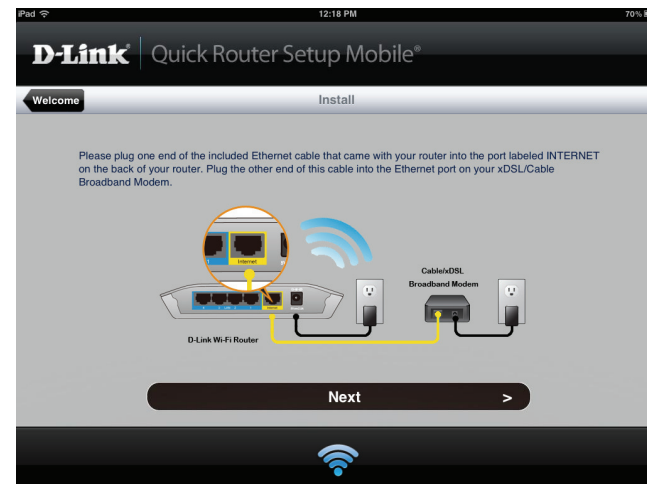 iPad
12:18 PM
70%
D-Link® Quick Router Setup Mobile®
Welcome
Install
Please plug one end of the included Ethernet cable that came with your router into the port labeled INTERNET
on the back of your router. Plug the other end of this cable into the Ethernet port on your xDSL/Cable
Broadband Modem.
Internet
Cable/xDSL
Broadband Modem
D-Link Wi-Fi Router
Next >